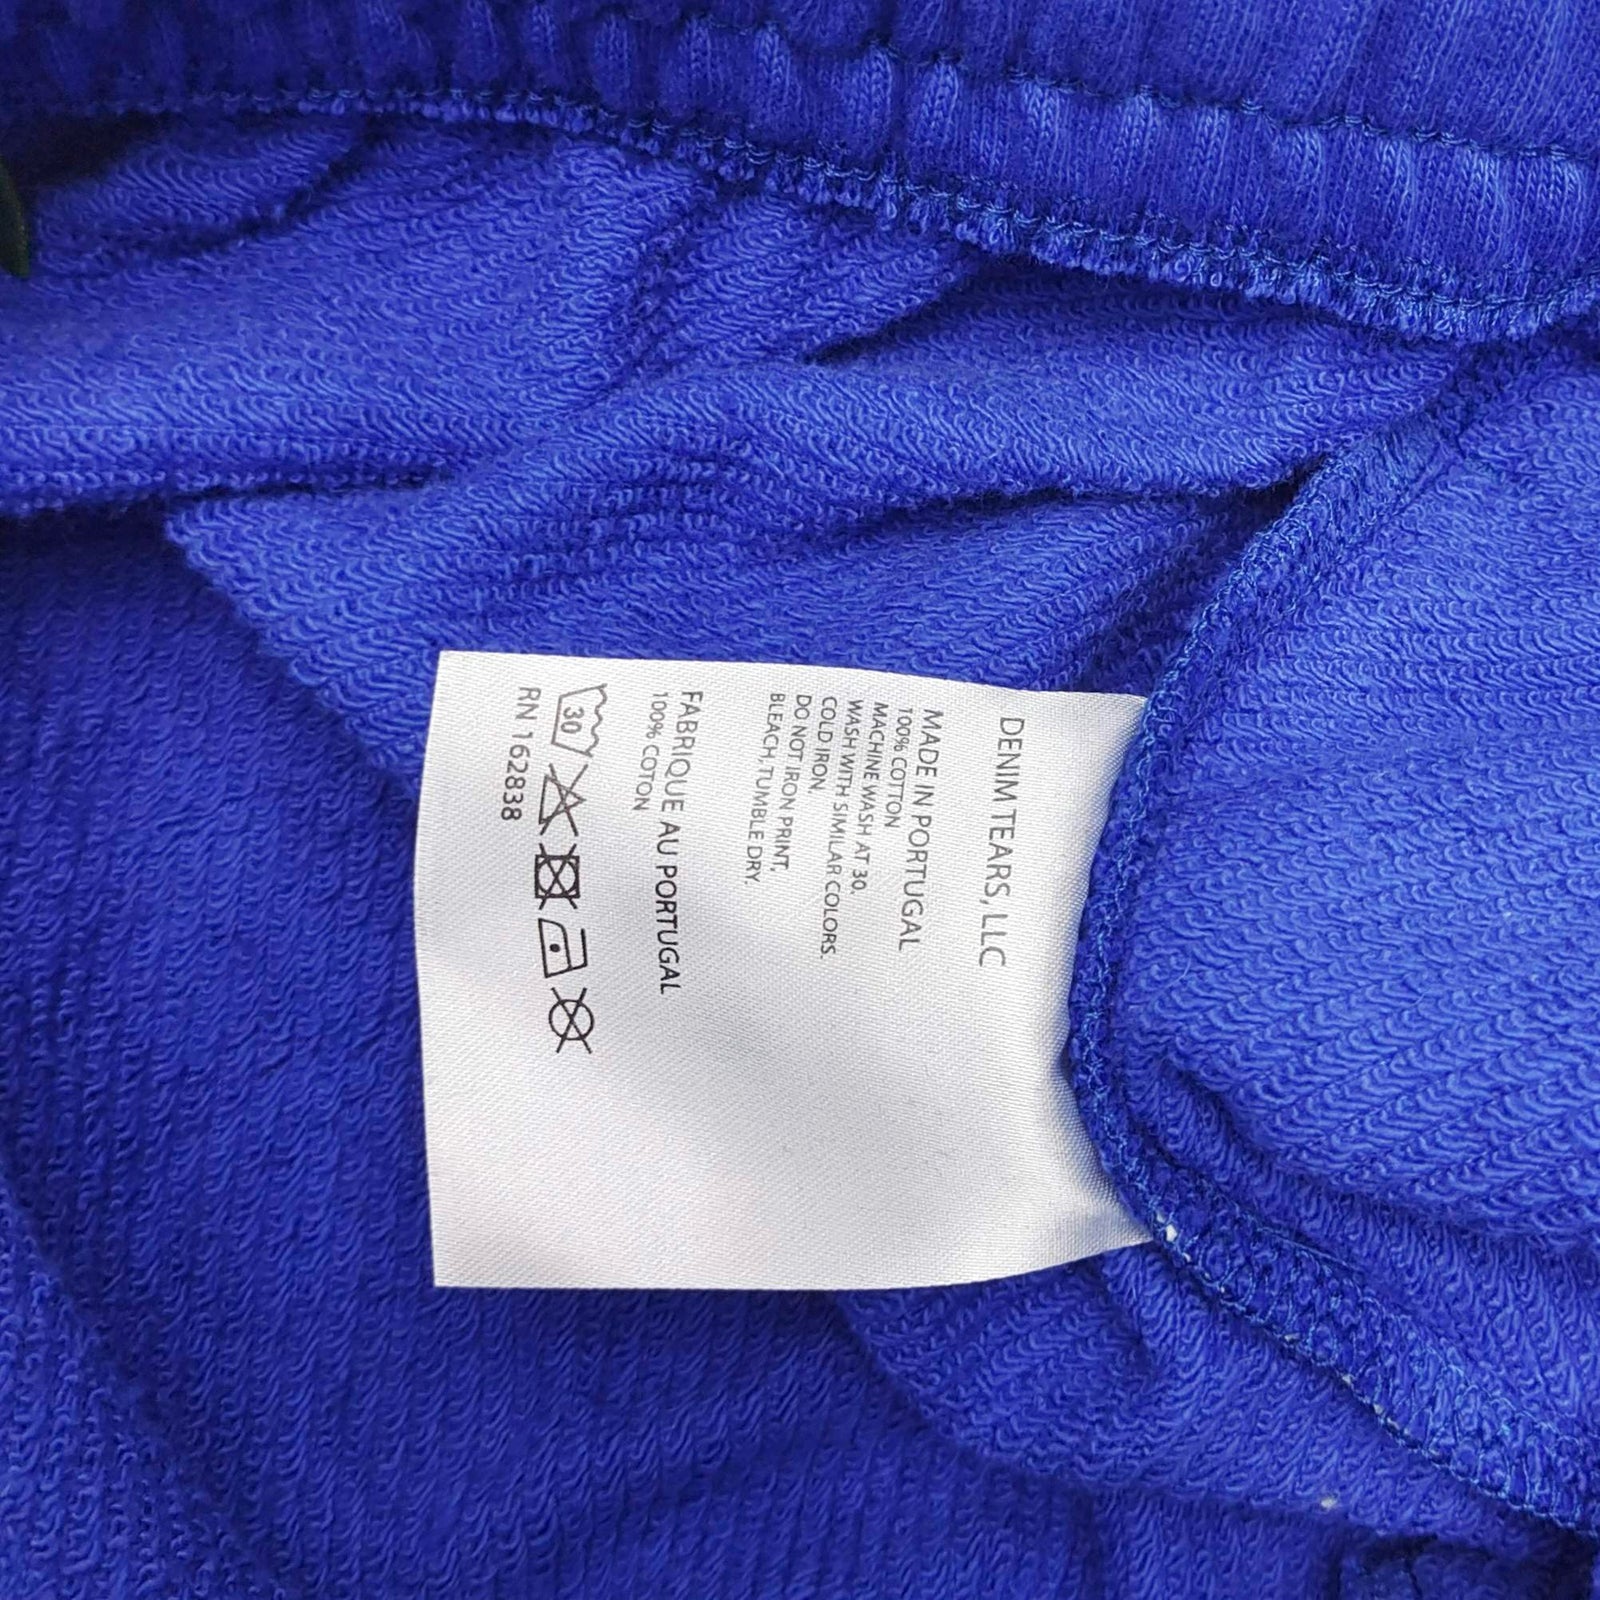 DENIM TEARS, LLC
MADE IN PORTUGAL
100% COTTON
MACHINE WASH AT 30,
WASH WITH SIMILAR COLORS.
COLD IRON.
DO NOT IRON PRINT,
BLEACH, TUMBLE DRY.
FABRIQUE AU PORTUGAL
100% COTON
30
RN 162838